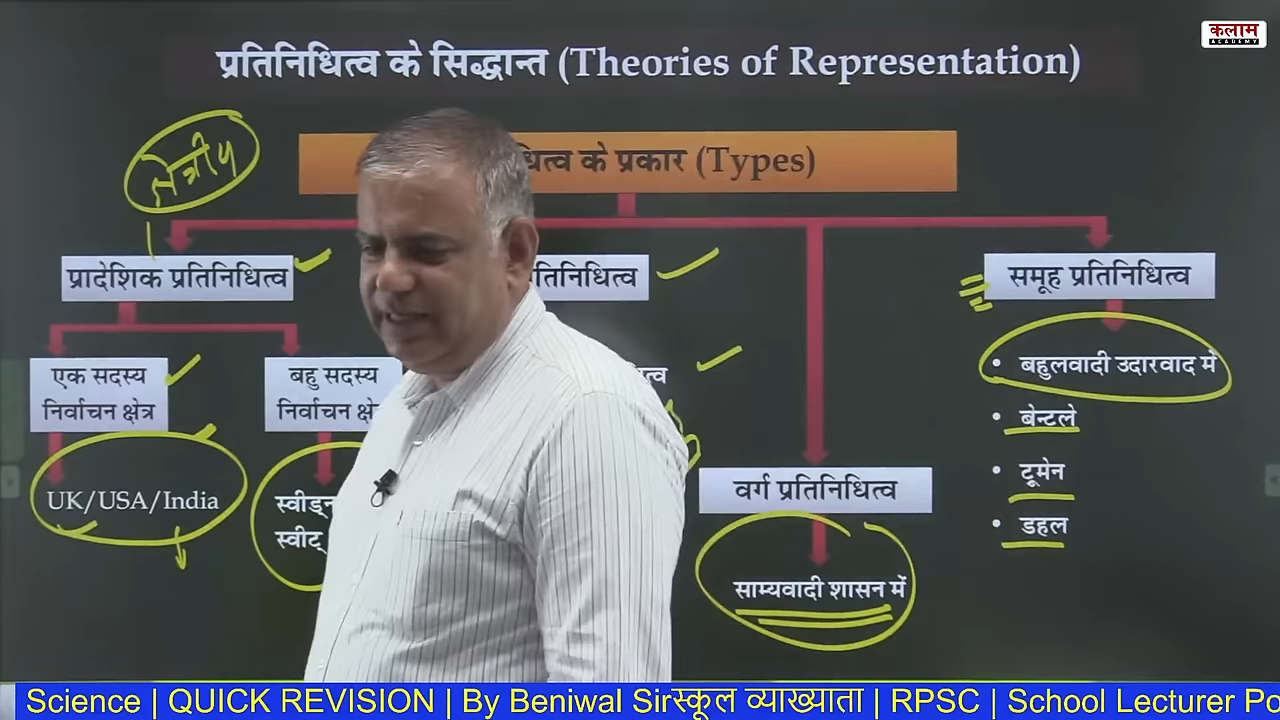 कलाम
ACADEMY
प्रतिनिधित्व के सिद्धान्त (Theories of Representation)
क्षेत्रीय
के प्रकार (Types)
प्रादेशिक प्रतिनिधित्व
समूह प्रतिनिधित्व
एक सदस्य
निर्वाचन क्षेत्र
बहु सदस्य
निर्वाचन
• बहुलवादी उदारवाद में
• बेन्टले
• टूमेन
• डहल
UK/USA/India
वर्ग प्रतिनिधित्व
साम्यवादी शासन में
Science | QUICK REVISION | By Beniwal Sirस्कूल व्याख्याता | RPSC | School Lecturer